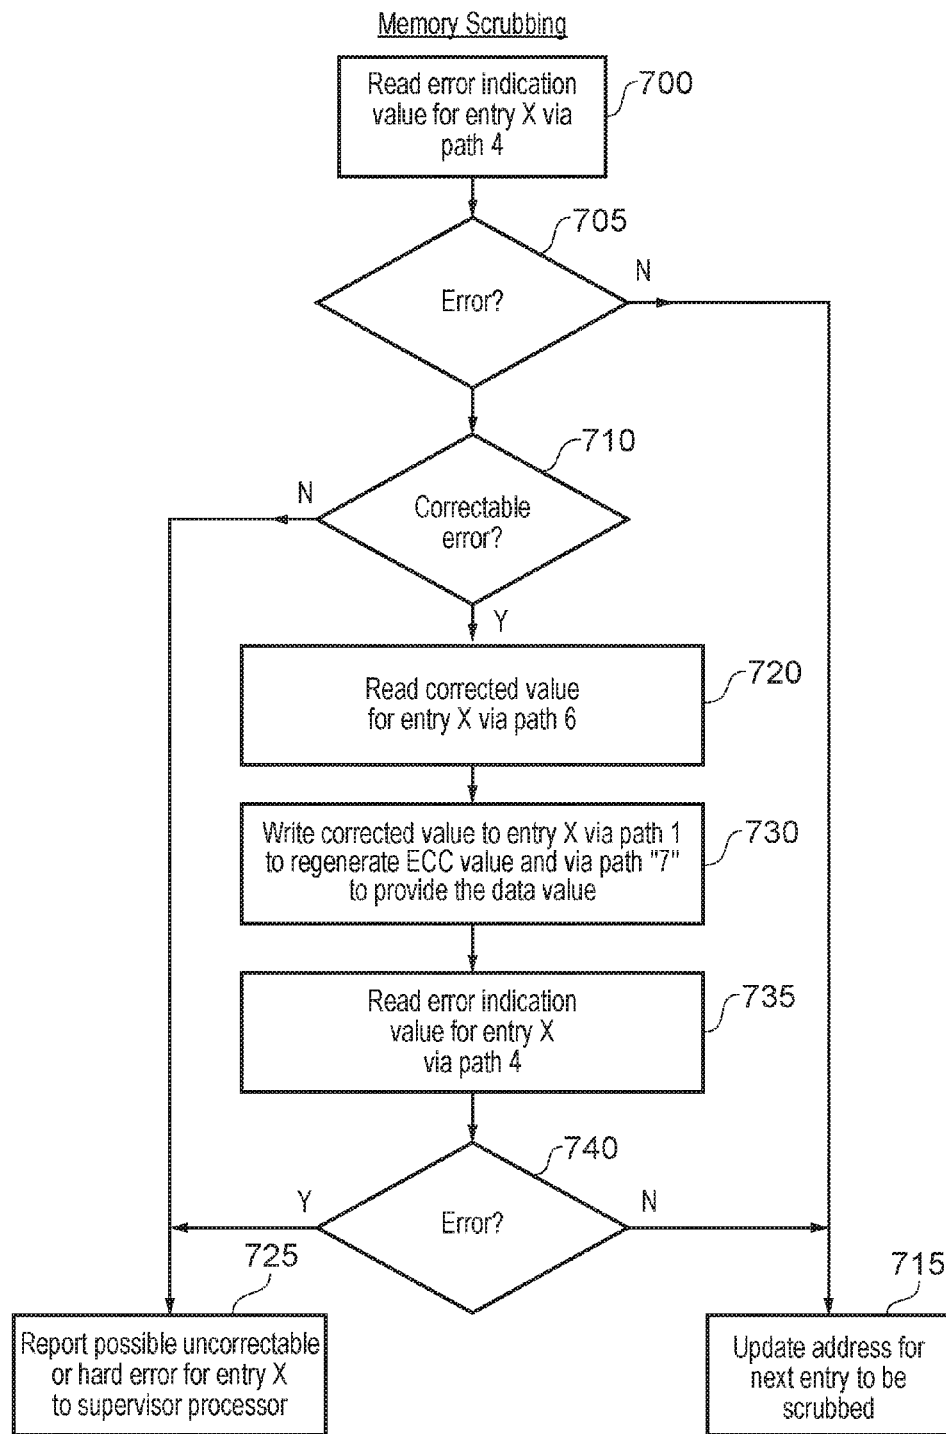 Memory Scrubbing
Read error indication
value for entry X via
path 4
700
705
Error?
N
710
Correctable
error?
N
Y
Read corrected value
for entry X via path 6
720
Write corrected value to entry X via path 1
to regenerate ECC value and via path "7"
to provide the data value
730
Read error indication
value for entry X
via path 4
735
740
Error?
Y
N
725
Report possible uncorrectable
or hard error for entry X
to supervisor processor
715
Update address for
next entry to be
scrubbed